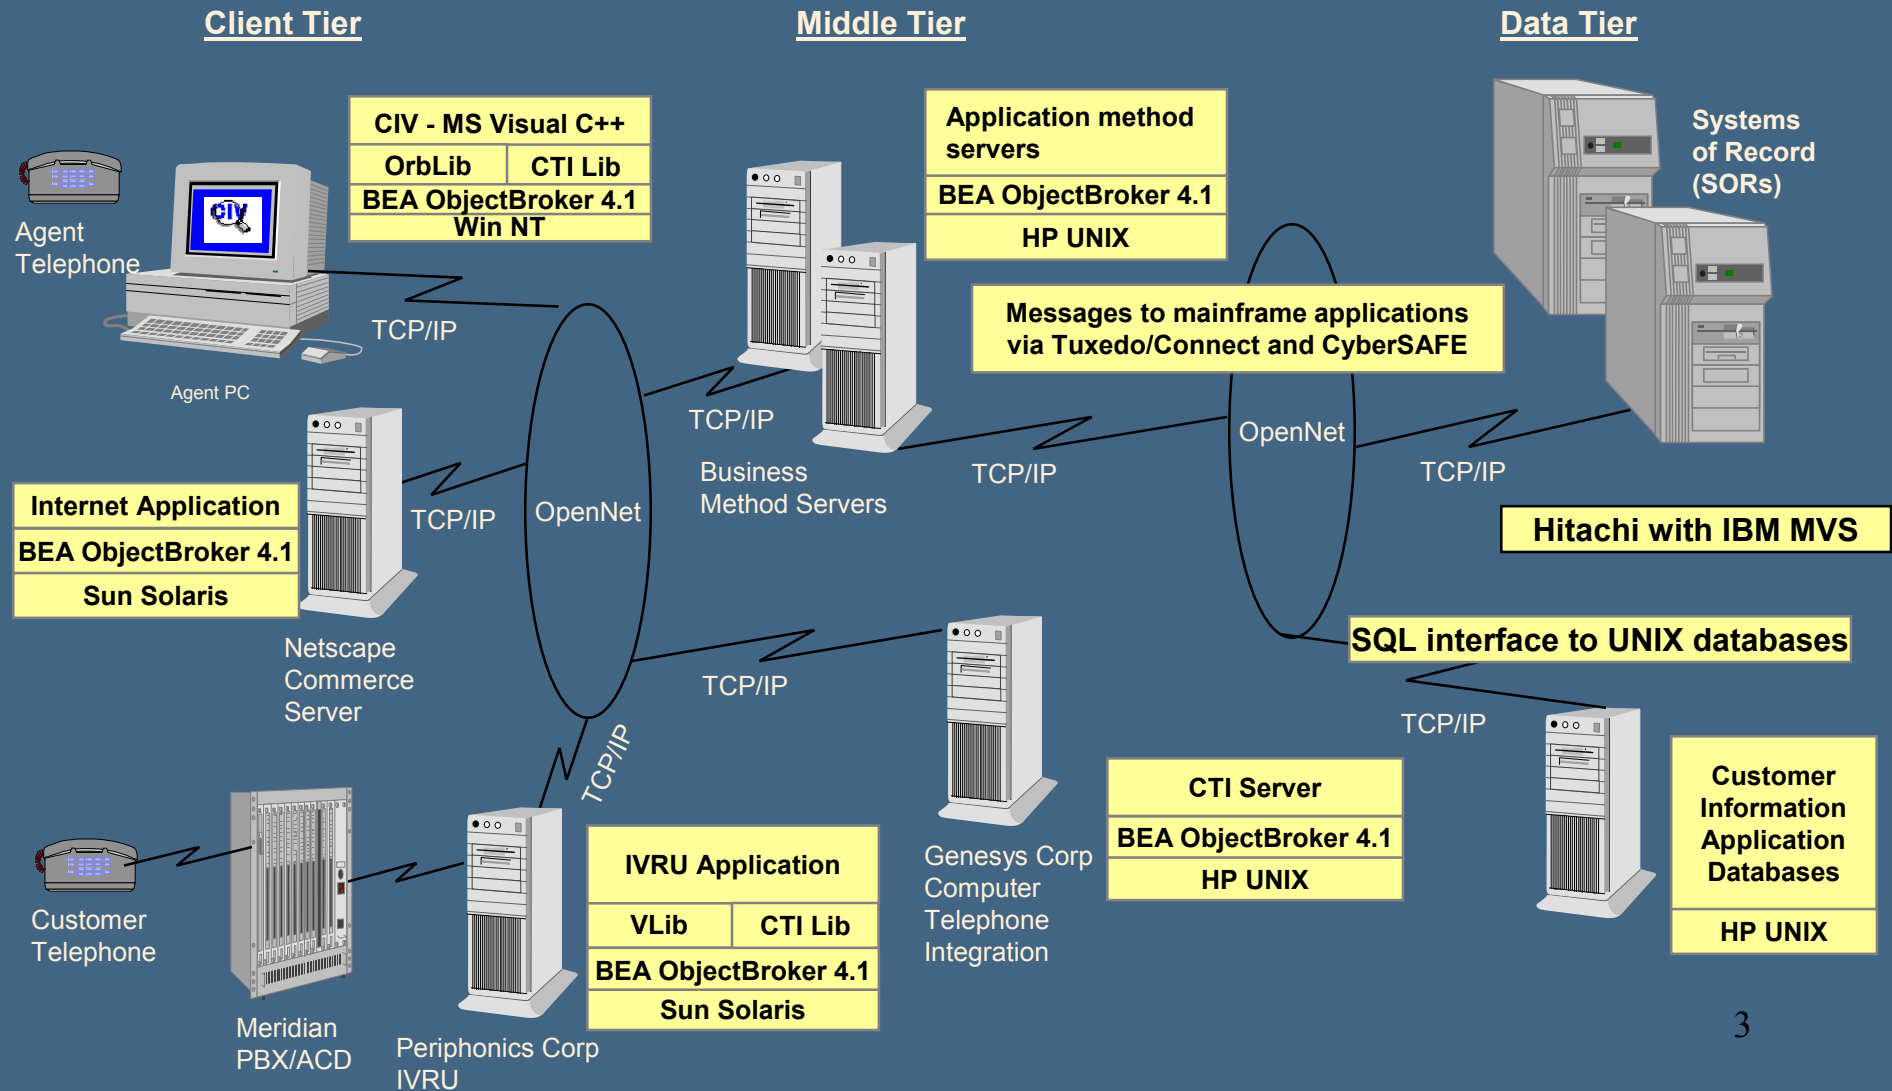 Client Tier
Middle Tier
Data Tier
CIV - MS Visual C++
OrbLib
CTI Lib
BEA ObjectBroker 4.1
Win NT
Application method
servers
BEA ObjectBroker 4.1
HP UNIX
Systems
of Record
(SORs)
CIV
Agent
Telephone
TCP/IP
Agent PC
Messages to mainframe applications
via Tuxedo/Connect and CyberSAFE
TCP/IP
Business
Method Servers
TCP/IP
OpenNet
TCP/IP
Internet Application
BEA ObjectBroker 4.1
Sun Solaris
TCP/IP
OpenNet
Hitachi with IBM MVS
Netscape
Commerce
Server
TCP/IP
SQL interface to UNIX databases
TCP/IP
TCP/IP
Customer
Information
Application
Databases
HP UNIX
CTI Server
BEA ObjectBroker 4.1
HP UNIX
Genesys Corp
Computer
Telephone
Integration
IVRU Application
VLib
CTI Lib
BEA ObjectBroker 4.1
Sun Solaris
Customer
Telephone
Meridian
PBX/ACD
Periphonics Corp
IVRU
3